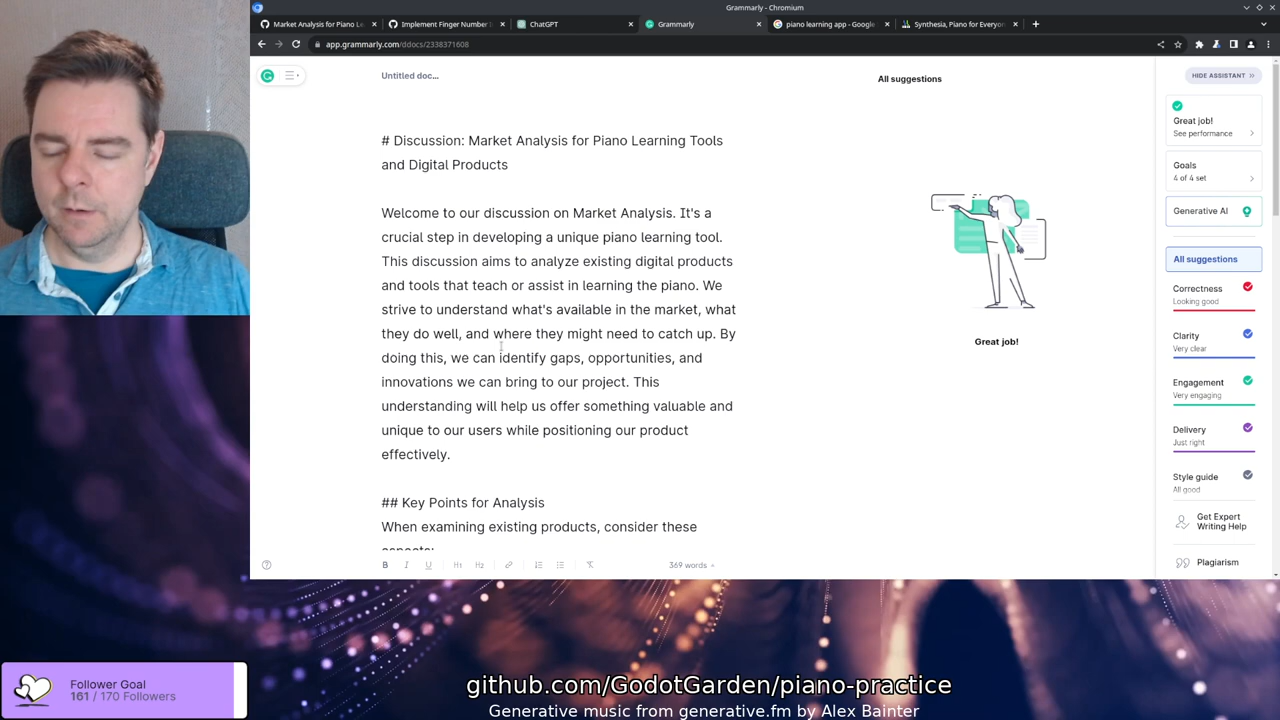 Grammarly - Chromium
Market Analysis for Piano Le
Implement Finger Number
ChatGPT
Grammarly
piano learning app - Google
Synthesia, Piano for Everyon
app.grammarly.com/ddocs/2338371608
Untitled doc...
All suggestions
HIDE ASSISTANT
# Discussion: Market Analysis for Piano Learning Tools
and Digital Products
Welcome to our discussion on Market Analysis. It's a
crucial step in developing a unique piano learning tool.
This discussion aims to analyze existing digital products
and tools that teach or assist in learning the piano. We
strive to understand what's available in the market, what
they do well, and where they might need to catch up. By
doing this, we can identify gaps, opportunities, and
innovations we can bring to our project. This
understanding will help us offer something valuable and
unique to our users while positioning our product
effectively.
## Key Points for Analysis
When examining existing products, consider these
aspects:
B I U H1 H2
369 words
Great job!
Great job!
See performance
Goals
4 of 4 set
Generative AI
All suggestions
Correctness
Looking good
Clarity
Very clear
Engagement
Very engaging
Delivery
Just right
Style guide
All good
Get Expert
Writing Help
Plagiarism
Follower Goal
161 / 170 Followers
github.com/GodotGarden/piano-practice
Generative music from generative.fm by Alex Bainter